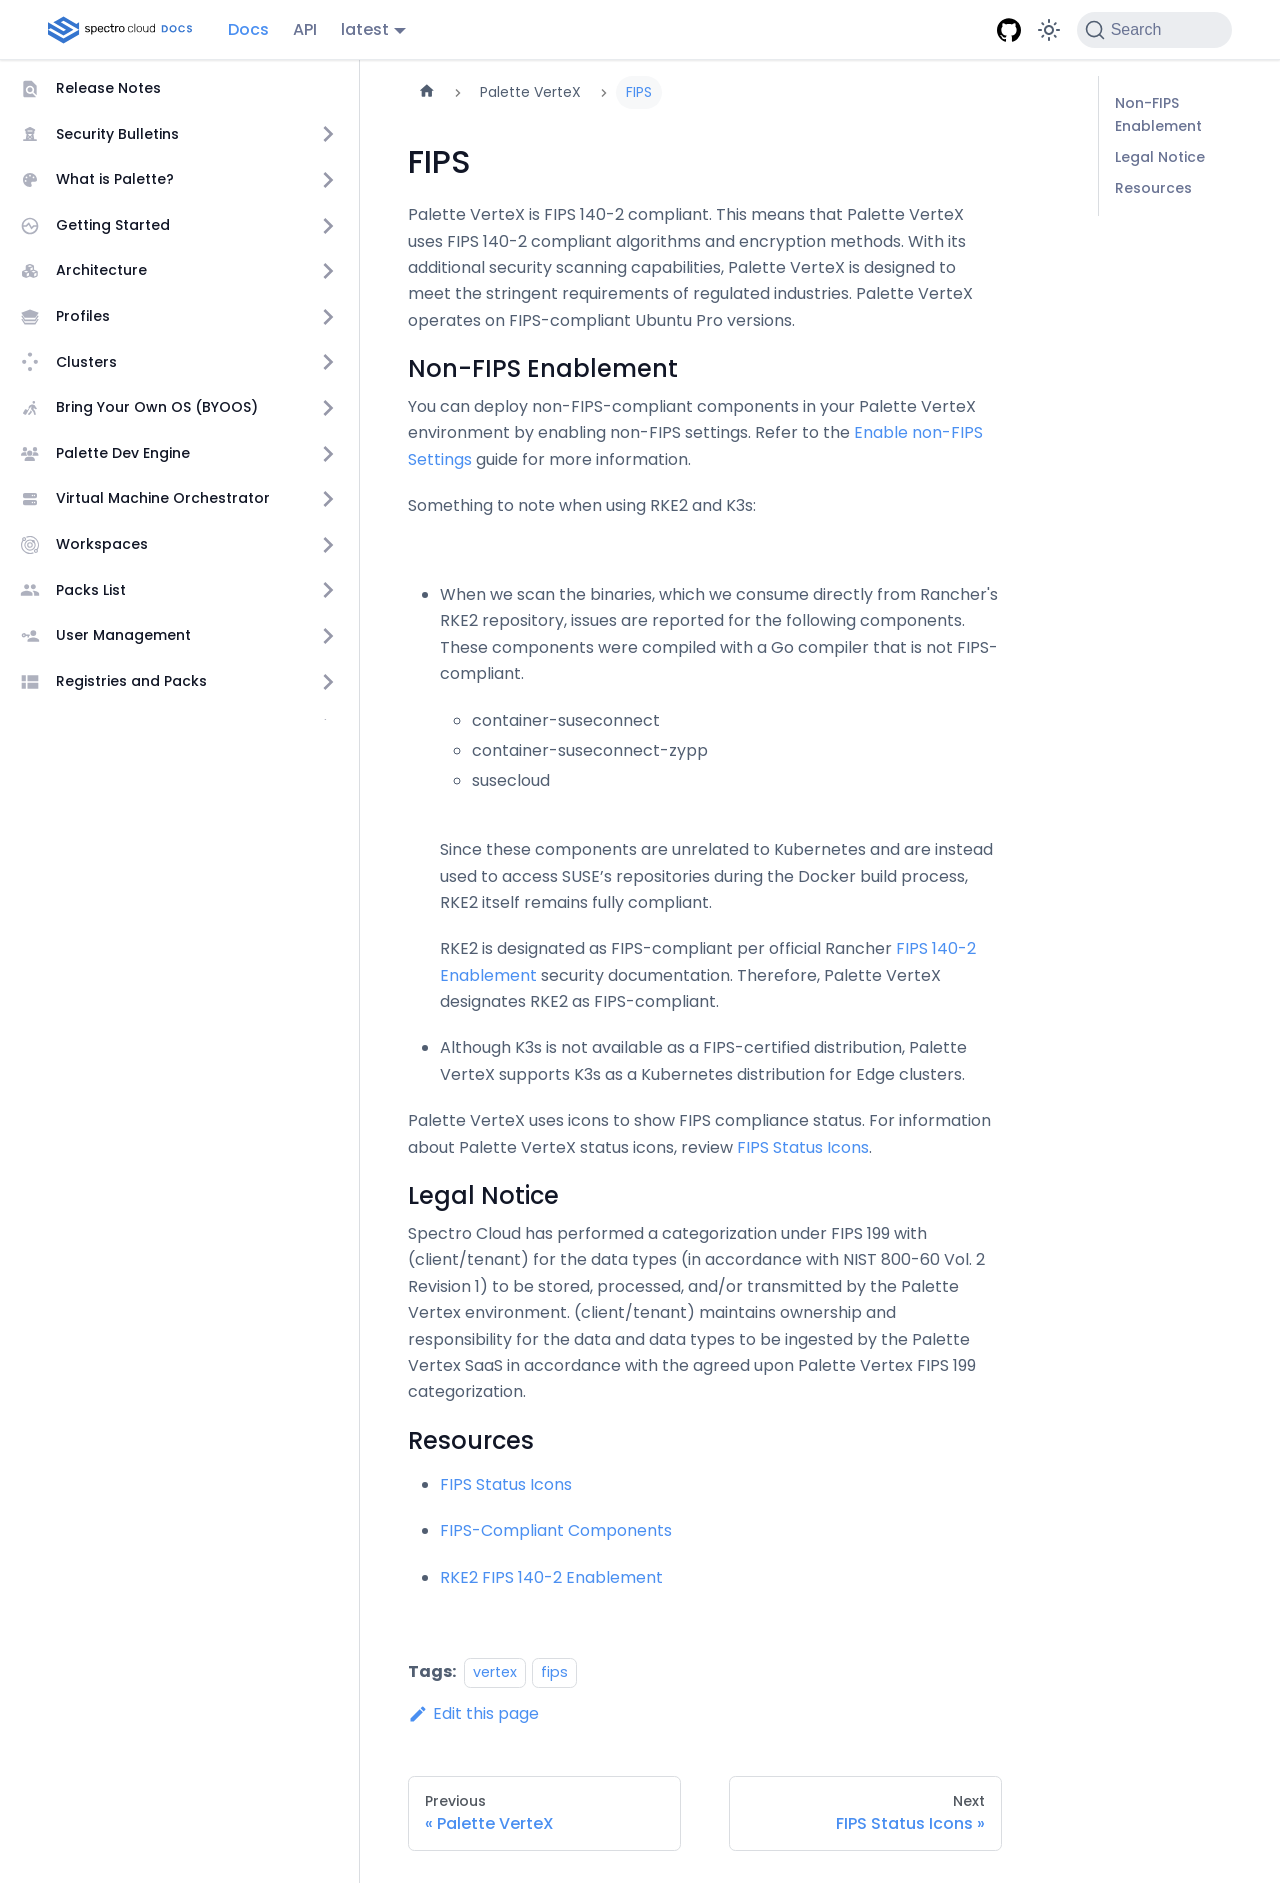 spectro cloud DOCS
Docs
API
latest
Search
Release Notes
Security Bulletins
What is Palette?
Getting Started
Architecture
Profiles
Clusters
Bring Your Own OS (BYOOS)
Palette Dev Engine
Virtual Machine Orchestrator
Workspaces
Packs List
User Management
Registries and Packs
Palette VerteX
FIPS
FIPS
Palette VerteX is FIPS 140-2 compliant. This means that Palette VerteX
uses FIPS 140-2 compliant algorithms and encryption methods. With its
additional security scanning capabilities, Palette VerteX is designed to
meet the stringent requirements of regulated industries. Palette VerteX
operates on FIPS-compliant Ubuntu Pro versions.
Non-FIPS Enablement
You can deploy non-FIPS-compliant components in your Palette VerteX
environment by enabling non-FIPS settings. Refer to the Enable non-FIPS
Settings guide for more information.
Something to note when using RKE2 and K3s:
When we scan the binaries, which we consume directly from Rancher's
RKE2 repository, issues are reported for the following components.
These components were compiled with a Go compiler that is not FIPS-
compliant.
container-suseconnect
container-suseconnect-zypp
susecloud
Since these components are unrelated to Kubernetes and are instead
used to access SUSE’s repositories during the Docker build process,
RKE2 itself remains fully compliant.
RKE2 is designated as FIPS-compliant per official Rancher FIPS 140-2
Enablement security documentation. Therefore, Palette VerteX
designates RKE2 as FIPS-compliant.
Although K3s is not available as a FIPS-certified distribution, Palette
VerteX supports K3s as a Kubernetes distribution for Edge clusters.
Palette VerteX uses icons to show FIPS compliance status. For information
about Palette VerteX status icons, review FIPS Status Icons.
Legal Notice
Spectro Cloud has performed a categorization under FIPS 199 with
(client/tenant) for the data types (in accordance with NIST 800-60 Vol. 2
Revision 1) to be stored, processed, and/or transmitted by the Palette
Vertex environment. (client/tenant) maintains ownership and
responsibility for the data and data types to be ingested by the Palette
Vertex SaaS in accordance with the agreed upon Palette Vertex FIPS 199
categorization.
Resources
FIPS Status Icons
FIPS-Compliant Components
RKE2 FIPS 140-2 Enablement
Tags: vertex fips
Edit this page
Previous
« Palette VerteX
Next
FIPS Status Icons »
Non-FIPS
Enablement
Legal Notice
Resources